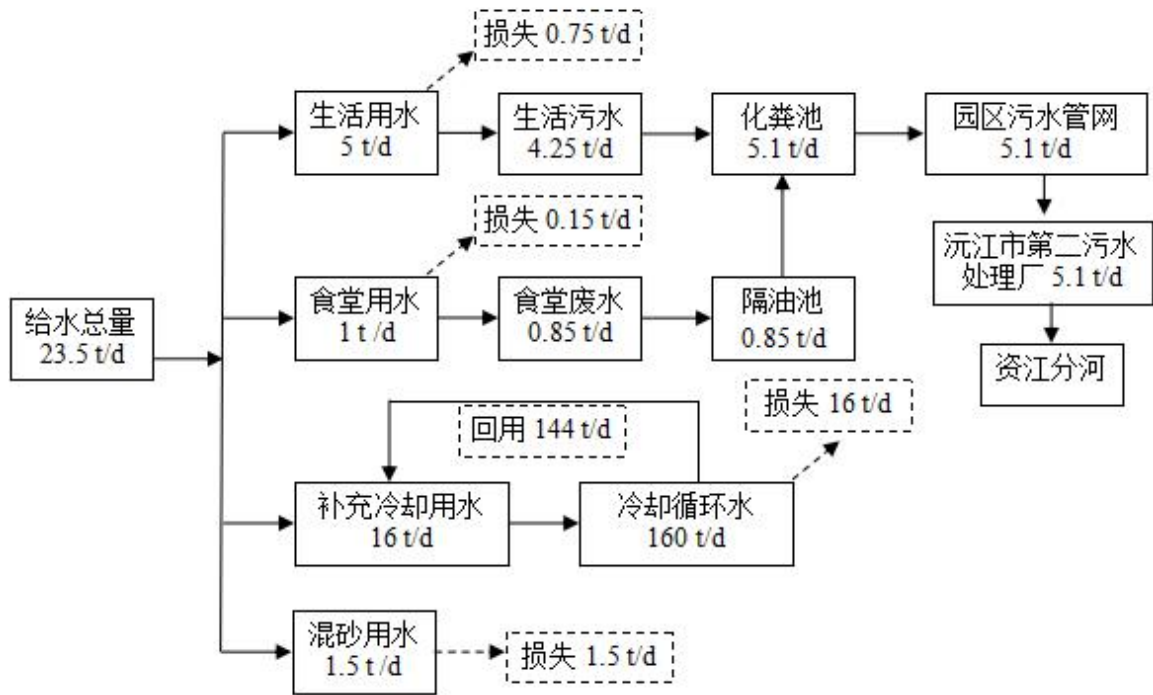 损失 0.75 t/d
生活用水
5 t/d
生活污水
4.25 t/d
化粪池
5.1 t/d
园区污水管网
5.1 t/d
损失 0.15 t/d
沅江市第二污水
处理厂 5.1 t/d
食堂用水
1 t /d
食堂废水
0.85 t/d
隔油池
0.85 t/d
给水总量
23.5 t/d
资江分河
损失 16 t/d
回用 144 t/d
补充冷却用水
16 t/d
冷却循环水
160 t/d
混砂用水
1.5 t /d
损失 1.5 t/d